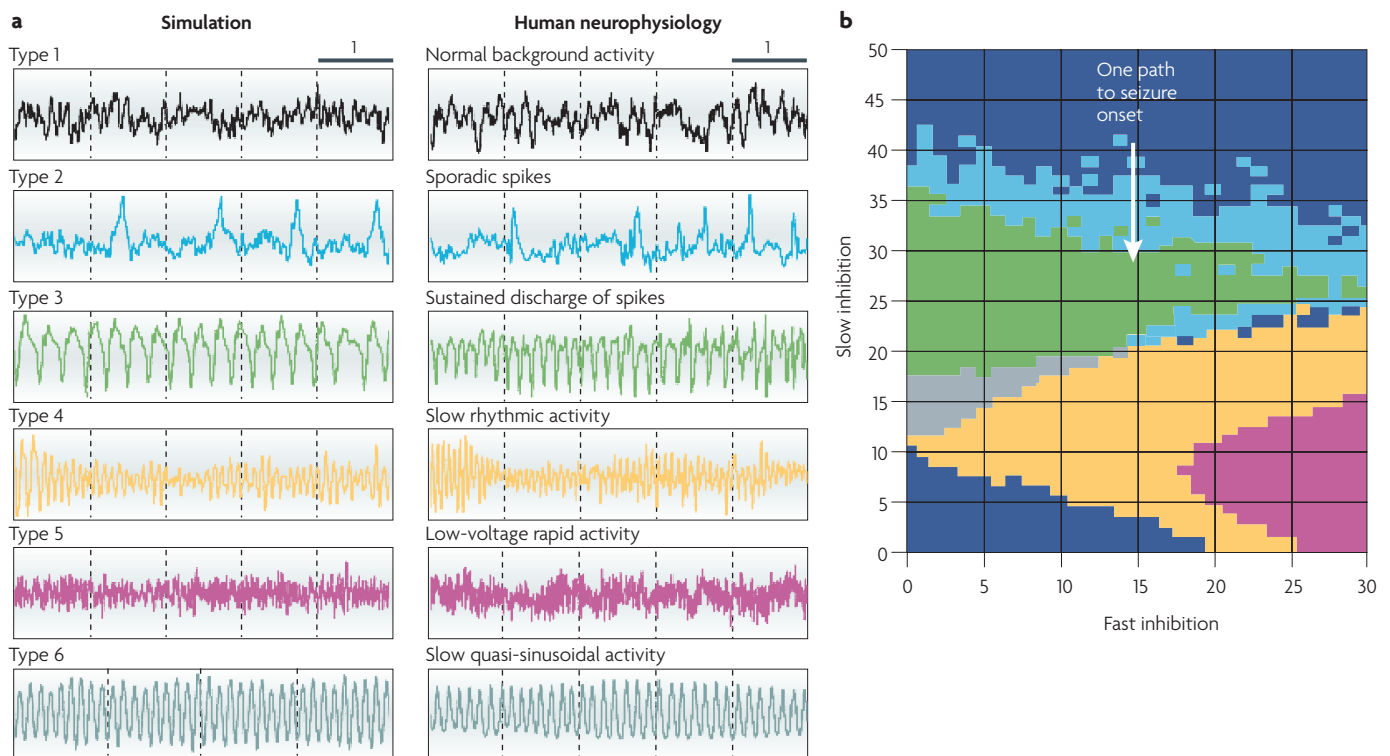 a
Simulation
Human neurophysiology
Type 1
1
Normal background activity
1
Type 2
Sporadic spikes
Type 3
Sustained discharge of spikes
Type 4
Slow rhythmic activity
Type 5
Low-voltage rapid activity
Type 6
Slow quasi-sinusoidal activity
b
One path
to seizure
onset
50
45
40
35
30
25
20
15
10
5
0
Slow inhibition
0 5 10 15 20 25 30
Fast inhibition